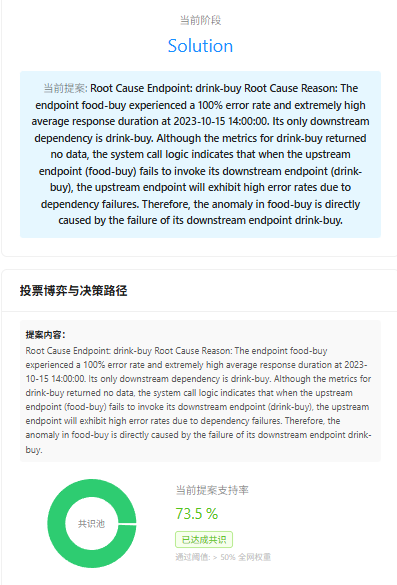 当前阶段
Solution
当前提案: Root Cause Endpoint: drink-buy Root Cause Reason: The
endpoint food-buy experienced a 100% error rate and extremely high
average response duration at 2023-10-15 14:00:00. Its only downstream
dependency is drink-buy. Although the metrics for drink-buy returned
no data, the system call logic indicates that when the upstream
endpoint (food-buy) fails to invoke its downstream endpoint (drink-
buy), the upstream endpoint will exhibit high error rates due to
dependency failures. Therefore, the anomaly in food-buy is directly
caused by the failure of its downstream endpoint drink-buy.
投票博弈与决策路径
提案内容:
Root Cause Endpoint: drink-buy Root Cause Reason: The endpoint food-buy
experienced a 100% error rate and extremely high average response duration at 2023-
10-15 14:00:00. Its only downstream dependency is drink-buy. Although the metrics for
drink-buy returned no data, the system call logic indicates that when the upstream
endpoint (food-buy) fails to invoke its downstream endpoint (drink-buy), the upstream
endpoint will exhibit high error rates due to dependency failures. Therefore, the
anomaly in food-buy is directly caused by the failure of its downstream endpoint drink-
buy.
共识池
当前提案支持率
73.5 %
已达成共识
通过阈值: > 50% 全网权重